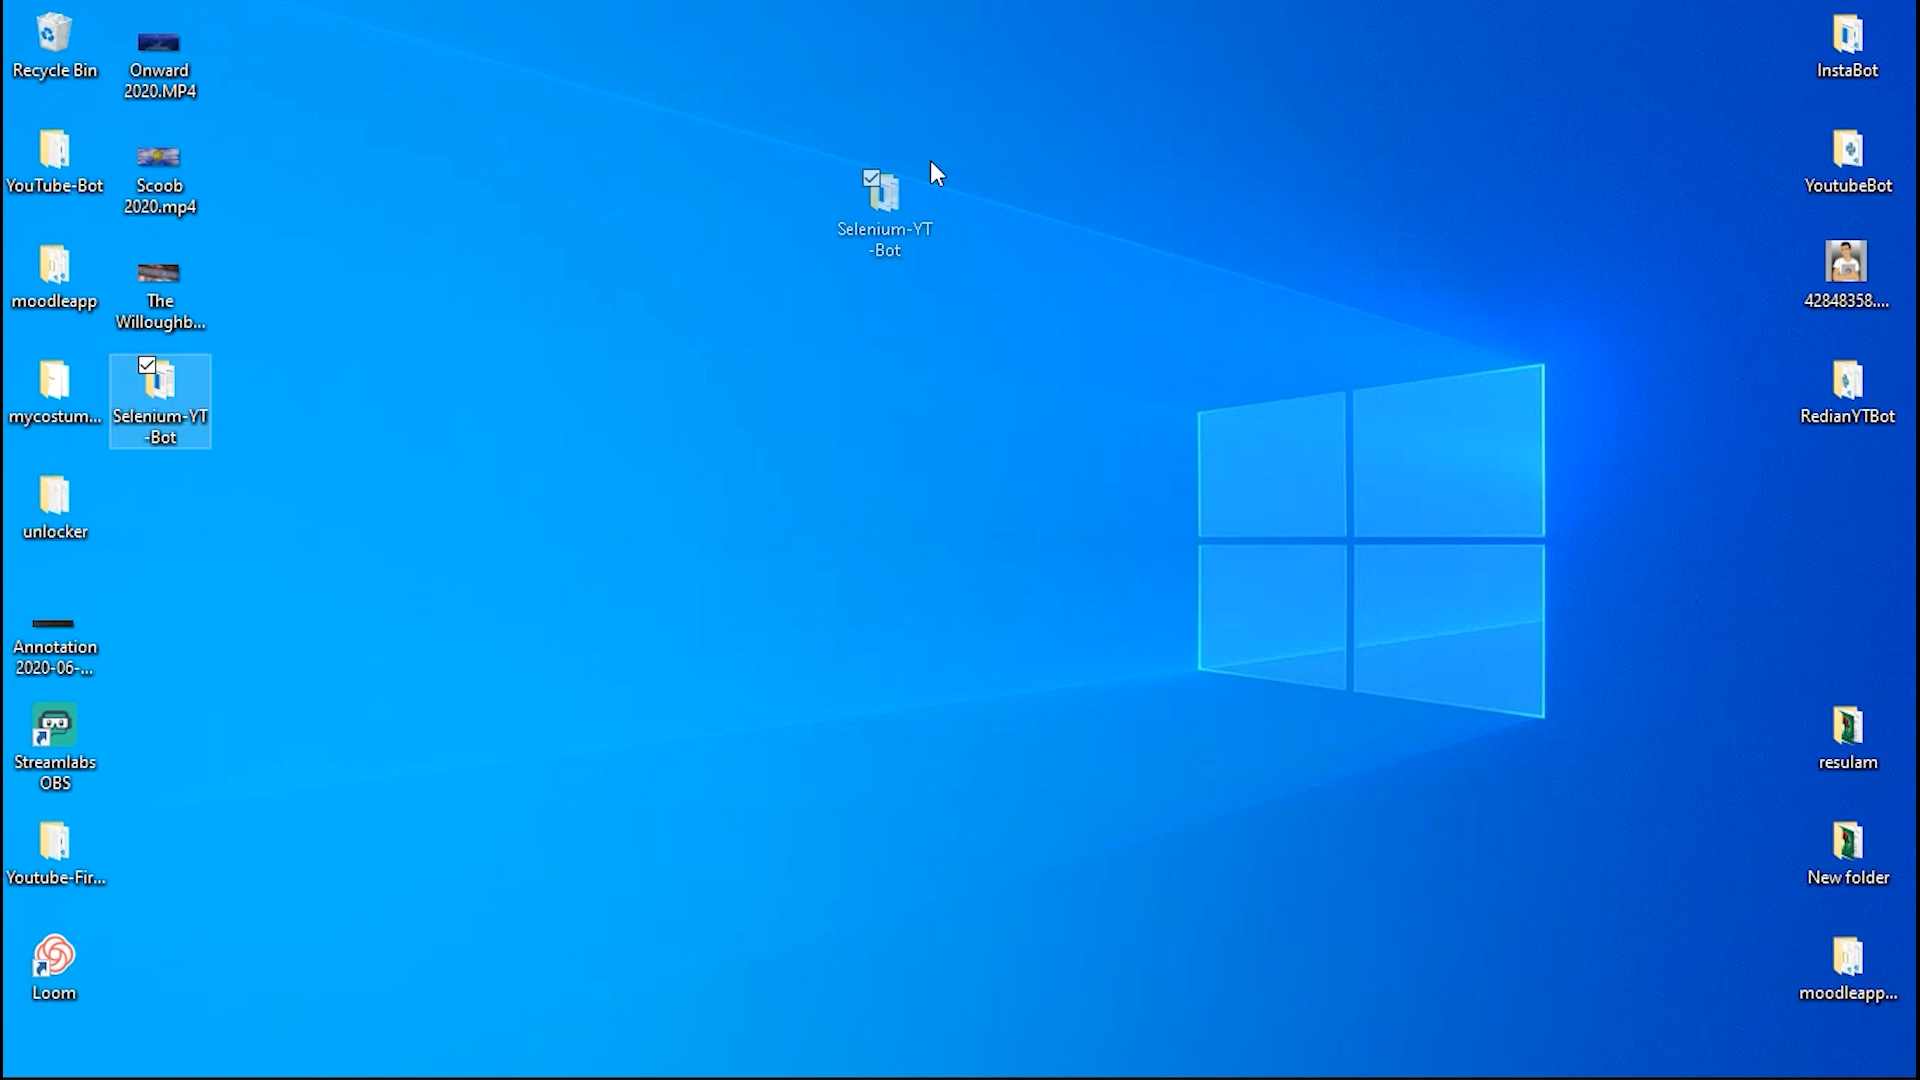 Recycle Bin
Onward
2020.MP4
InstaBot
YouTube-Bot
Scoob
2020.mp4
YoutubeBot
Selenium-YT
-Bot
moodleapp
The
Willoughb...
42848358....
mycostum...
Selenium-YT
-Bot
RedianYTBot
unlocker
Annotation
2020-06-...
Streamlabs
OBS
resulam
Youtube-Fir...
New folder
Loom
moodleapp...